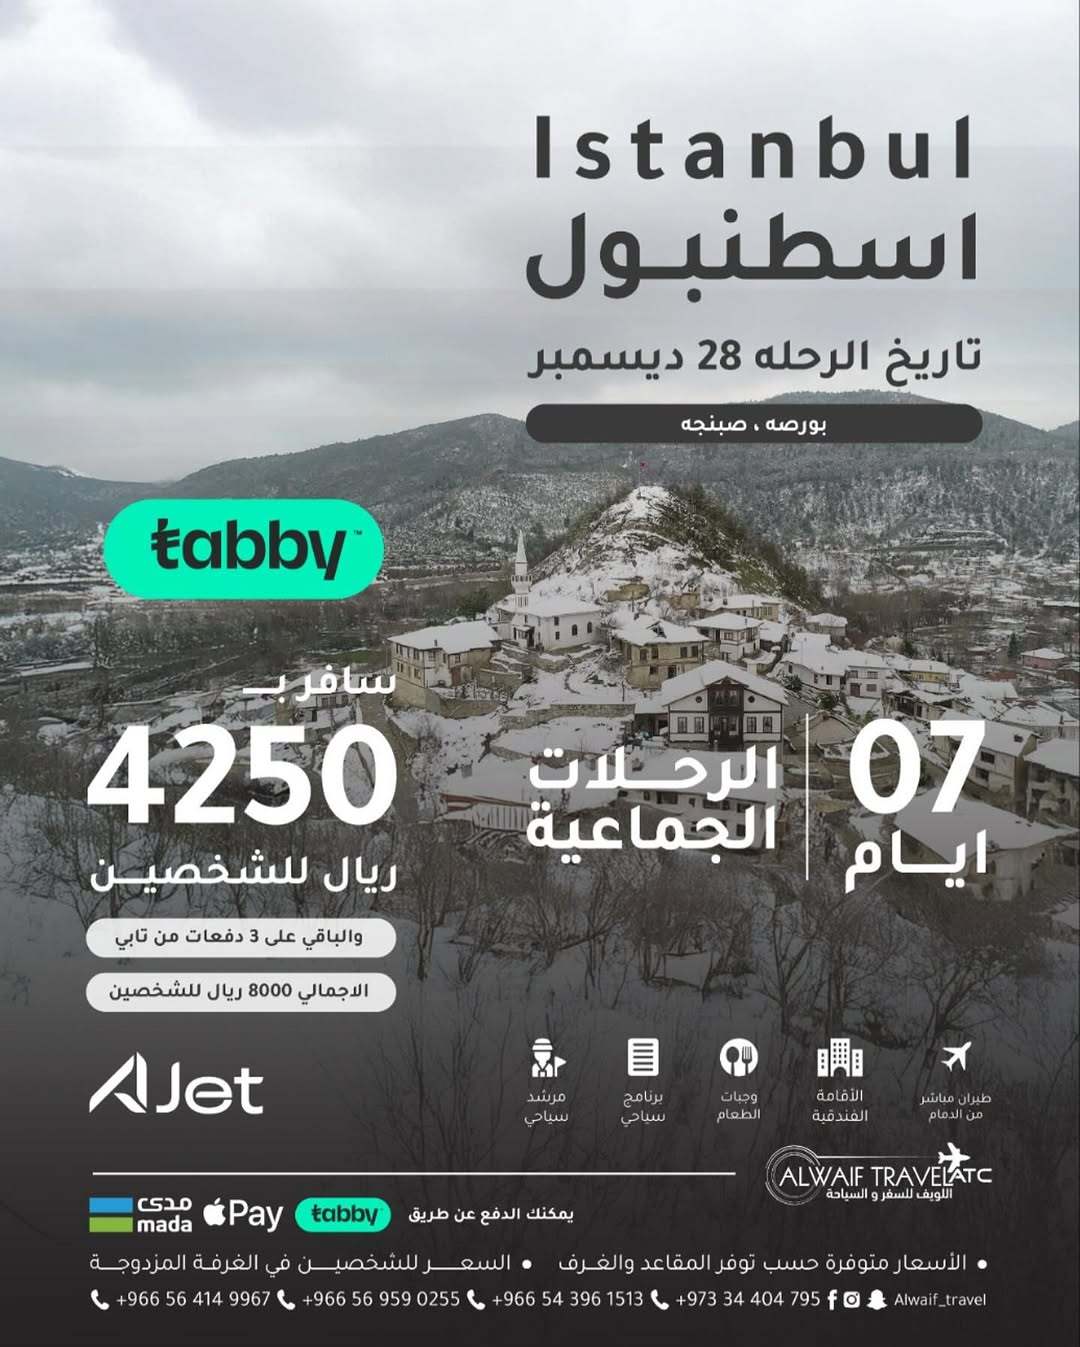 Istanbul
اسطنبول
تاريخ الرحله 28 ديسمبر
بورصه ، صبنجه
tabby™
07
ايام
الرحلات
الجماعية
سافر بـ
4250
ريال للشخصين
والباقي على 3 دفعات من تابي
الاجمالي 8000 ريال للشخصين
AJet
طيران مباشر
من الدمام
الأقامة
الفندقية
وجبات
الطعام
برنامج
سياحي
مرشد
سياحي
ALWAIF TRAVEL ATC
اللويف للسفر و السياحة
يمكنك الدفع عن طريق
tabby
Pay
مدى
mada
• الأسعار متوفرة حسب توفر المقاعد والغرف
• السعر للشخصين في الغرفة المزدوجة
+966 56 414 9967 +966 56 959 0255 +966 54 396 1513 +973 34 404 795 Alwaif_travel